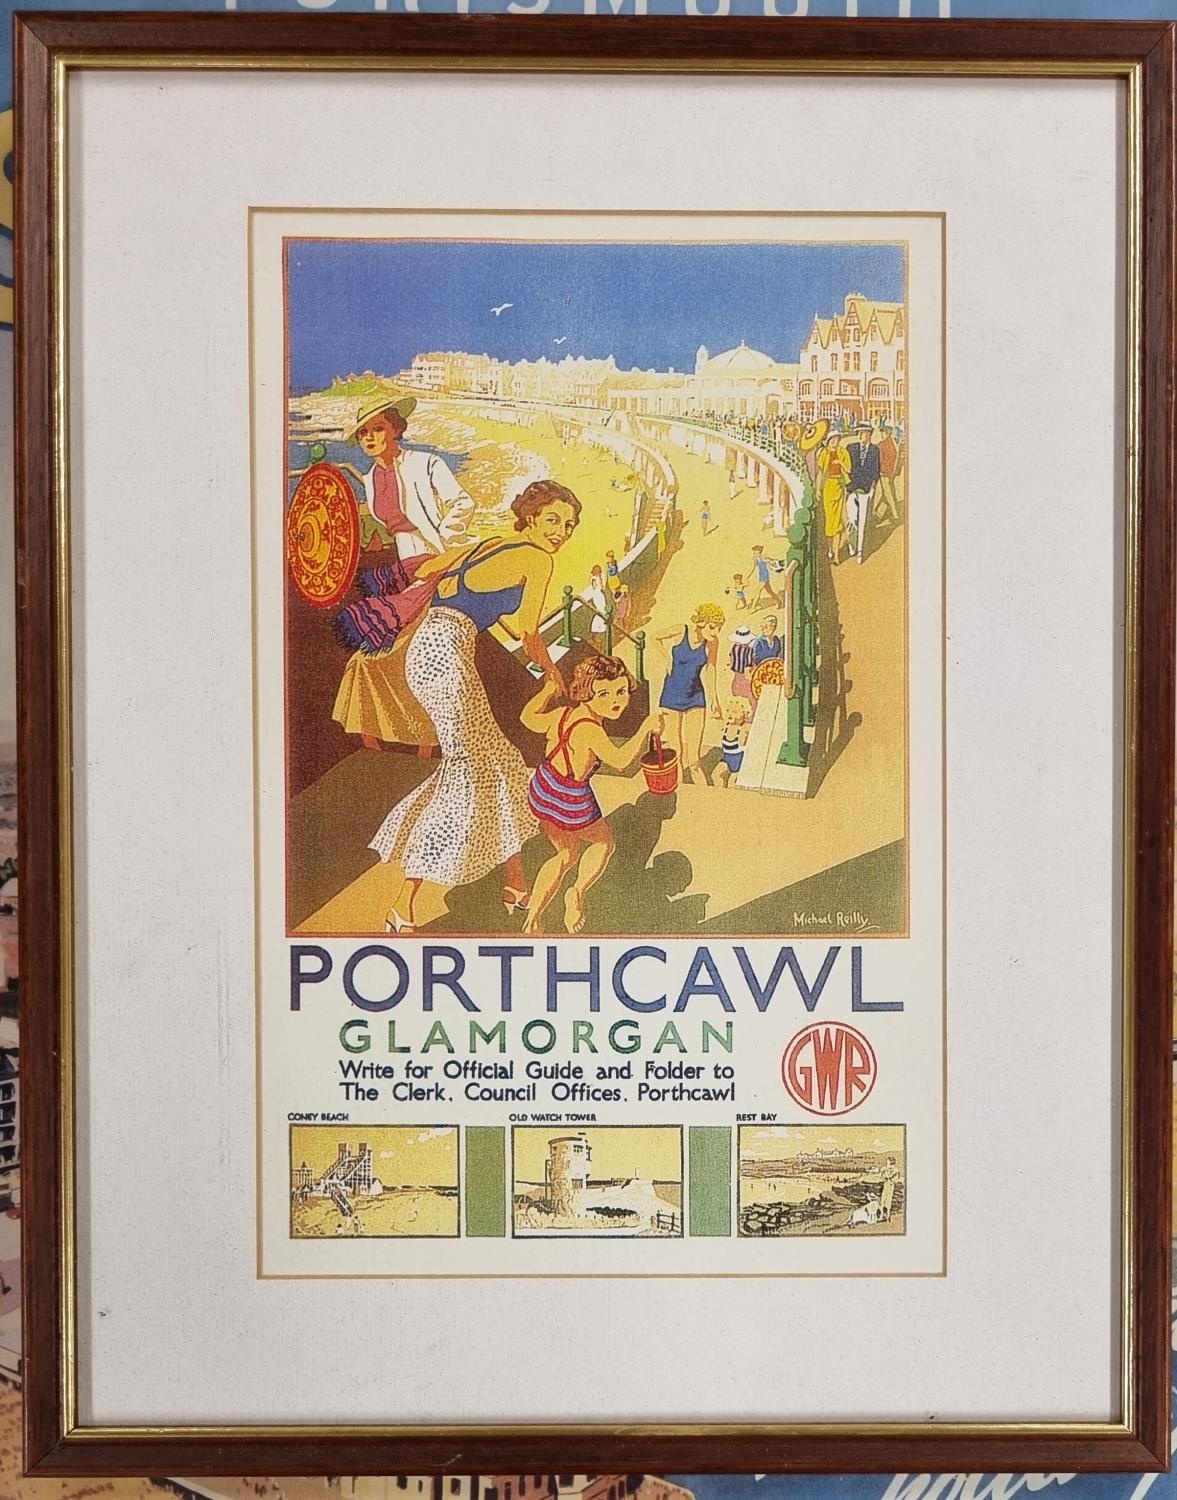 PORTSMOUTH
Michael Reilly.
PORTHCAWL
GLAMORGAN
Write for Official Guide and Folder to
The Clerk, Council Offices, Porthcawl
GWR
CONEY BEACH
OLD WATCH TOWER
REST BAY